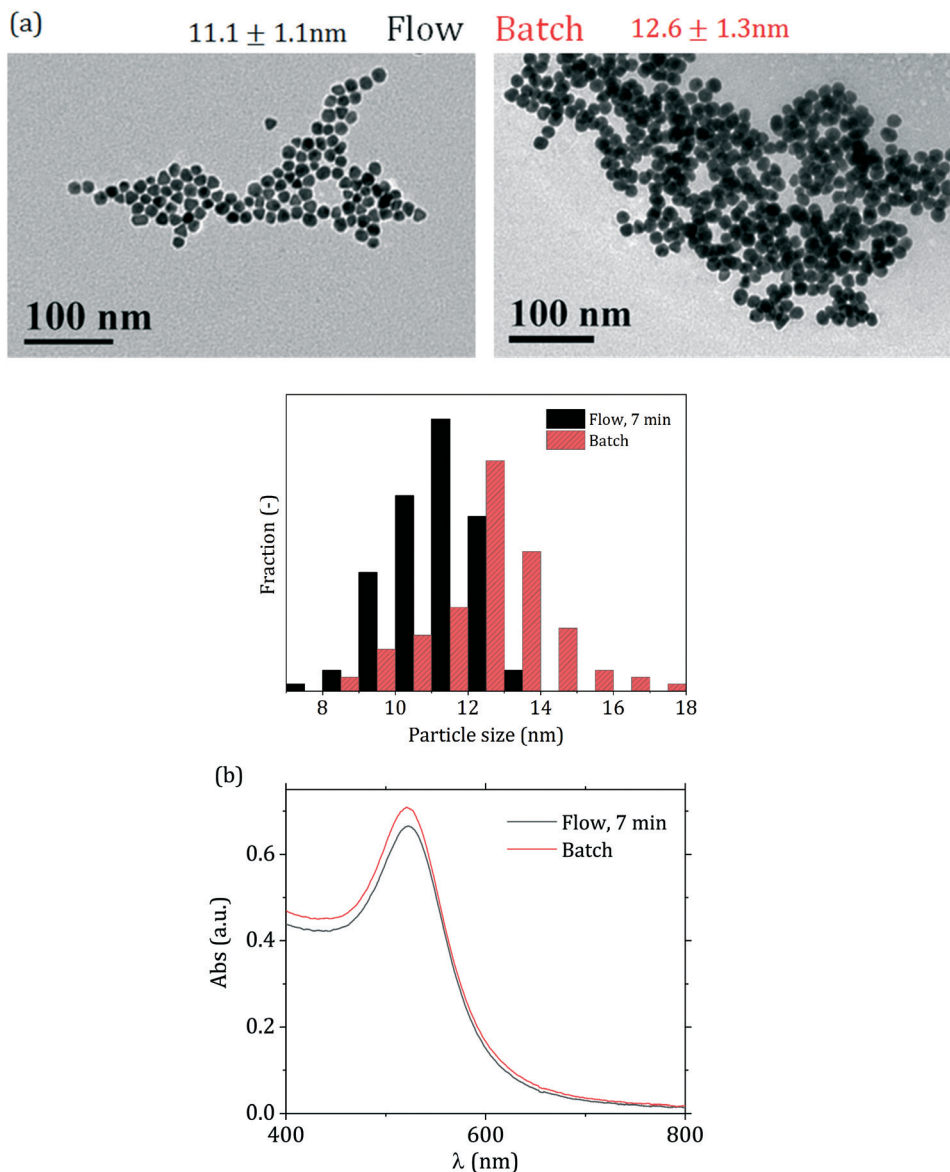 (a)
11.1 ± 1.1nm Flow Batch 12.6 ± 1.3nm
100 nm
100 nm
Flow, 7 min
Batch
Fraction (-)
8 10 12 14 16 18
Particle size (nm)
(b)
Flow, 7 min
Batch
Abs (a.u.)
0.6
0.4
0.2
0.0
400 600 800
λ (nm)